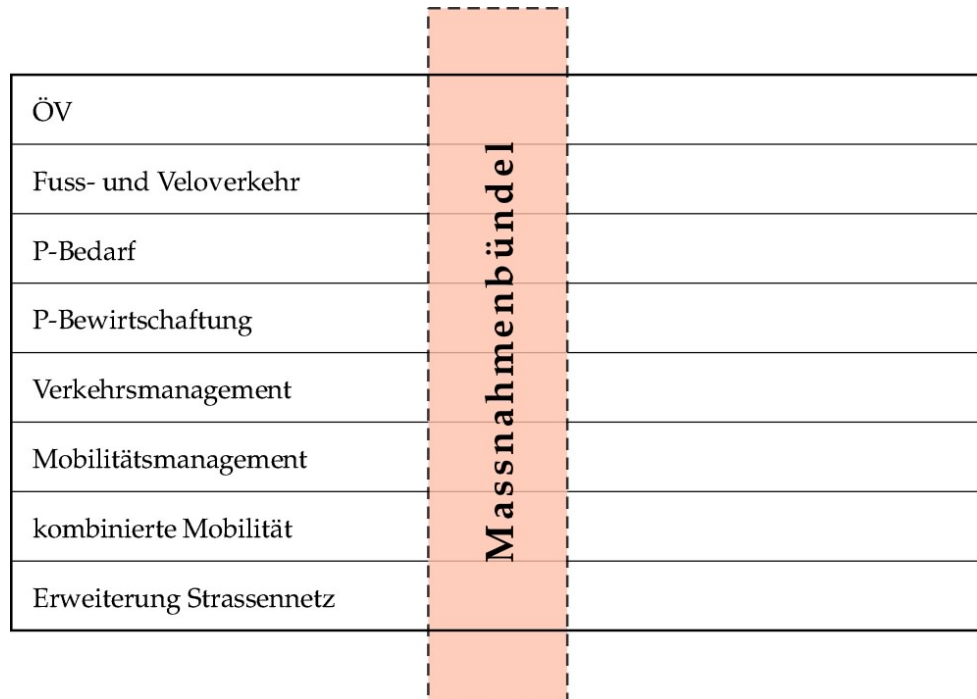 ÖV
Fuss- und Veloverkehr
P-Bedarf
P-Bewirtschaftung
Verkehrsmanagement
Mobilitätsmanagement
kombinierte Mobilität
Erweiterung Strassennetz
Massnahmenbündel